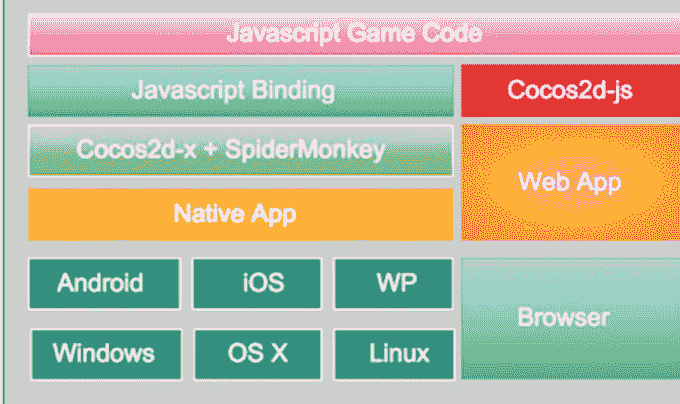 Javascript Game Code
Javascript Binding
Cocos2d-js
Cocos2d-x + SpiderMonkey
Web App
Native App
Android
iOS
WP
Browser
Windows
OS X
Linux